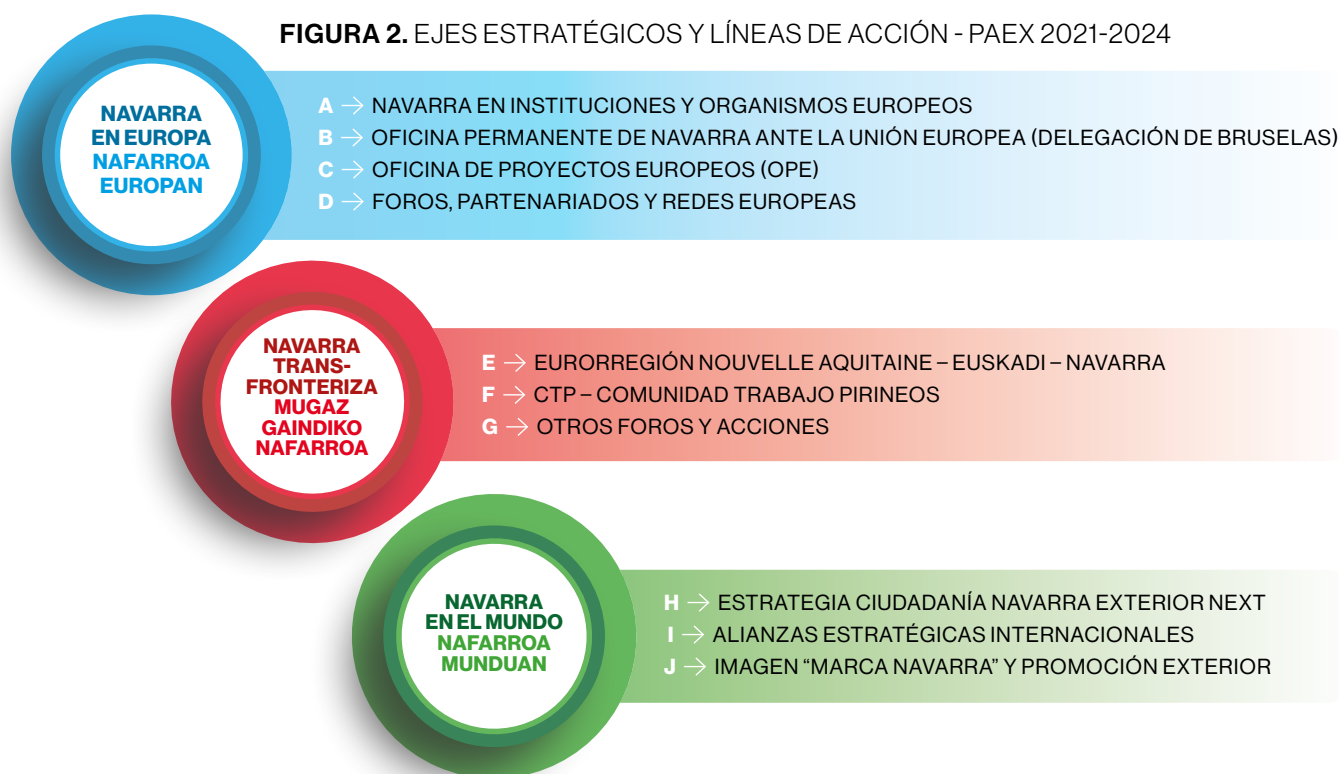 FIGURA 2. EJES ESTRATÉGICOS Y LÍNEAS DE ACCIÓN - PAEX 2021-2024
NAVARRA
EN EUROPA
NAFARROA
EUROPAN
A → NAVARRA EN INSTITUCIONES Y ORGANISMOS EUROPEOS
B → OFICINA PERMANENTE DE NAVARRA ANTE LA UNIÓN EUROPEA (DELEGACIÓN DE BRUSELAS)
C → OFICINA DE PROYECTOS EUROPEOS (OPE)
D → FOROS, PARTENARIADOS Y REDES EUROPEAS
NAVARRA
TRANS-
FRONTERIZA
MUGAZ
GAINDIKO
NAFARROA
E → EURORREGIÓN NOUVELLE AQUITAINE – EUSKADI – NAVARRA
F → CTP – COMUNIDAD TRABAJO PIRINEOS
G → OTROS FOROS Y ACCIONES
NAVARRA
EN EL MUNDO
NAFARROA
MUNDUAN
H → ESTRATEGIA CIUDADANÍA NAVARRA EXTERIOR NEXT
I → ALIANZAS ESTRATÉGICAS INTERNACIONALES
J → IMAGEN “MARCA NAVARRA” Y PROMOCIÓN EXTERIOR